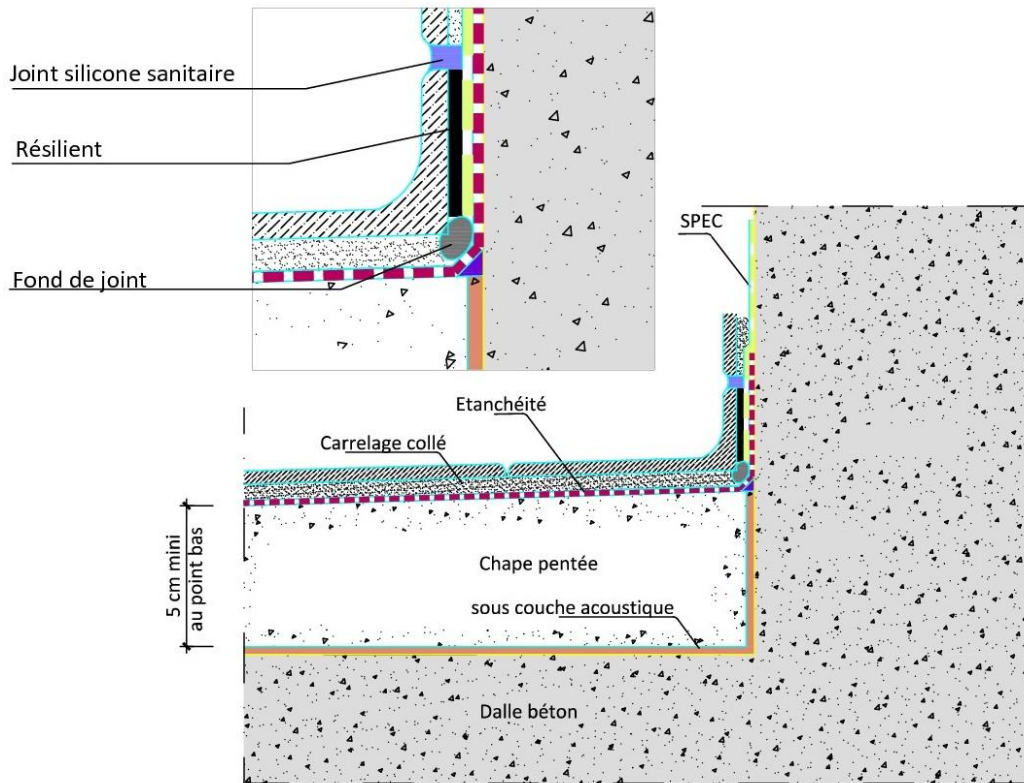 Joint silicone sanitaire
Résilient
Fond de joint
SPEC
Etanchéité
Carrelage collé
5 cm mini
au point bas
Chape pentée
sous couche acoustique
Dalle béton